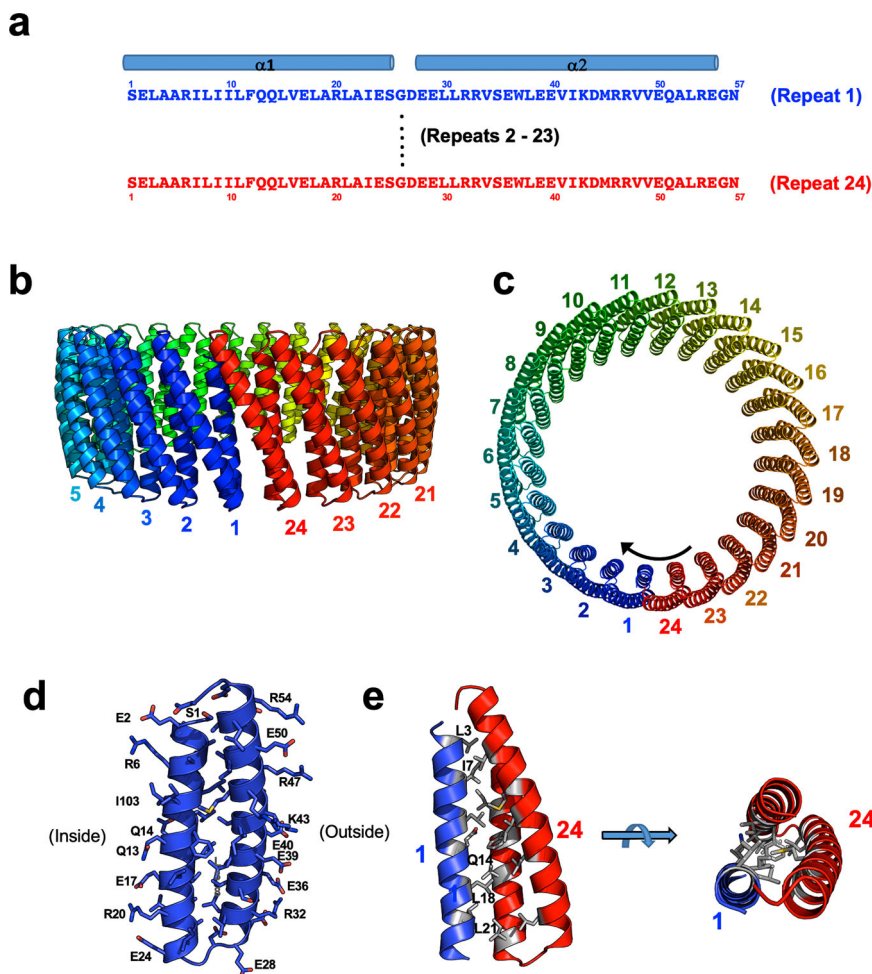 a
α1 α2
1 10 20 30 40 50 57
SELAARILIILFQQLVELARLAIESGDEELLRRVSEWLEEVIKDMRRVVEQALREGN (Repeat 1)
(Repeats 2 - 23)
SELAARILIILFQQLVELARLAIESGDEELLRRVSEWLEEVIKDMRRVVEQALREGN (Repeat 24)
1 10 20 30 40 50 57
b
5 4 3 2 1 24 23 22 21
c
1 2 3 4 5 6 7 8 9 10 11 12 13 14 15 16 17 18 19 20 21 22 23 24
d
E2
S1
R54
R6
E50
R47
I103
(Inside)
Q14
Q13
K43
(Outside)
E40
E39
E17
E36
R20
R32
E24
E28
e
L3
I7
1
24
Q14
L18
L21
24
1